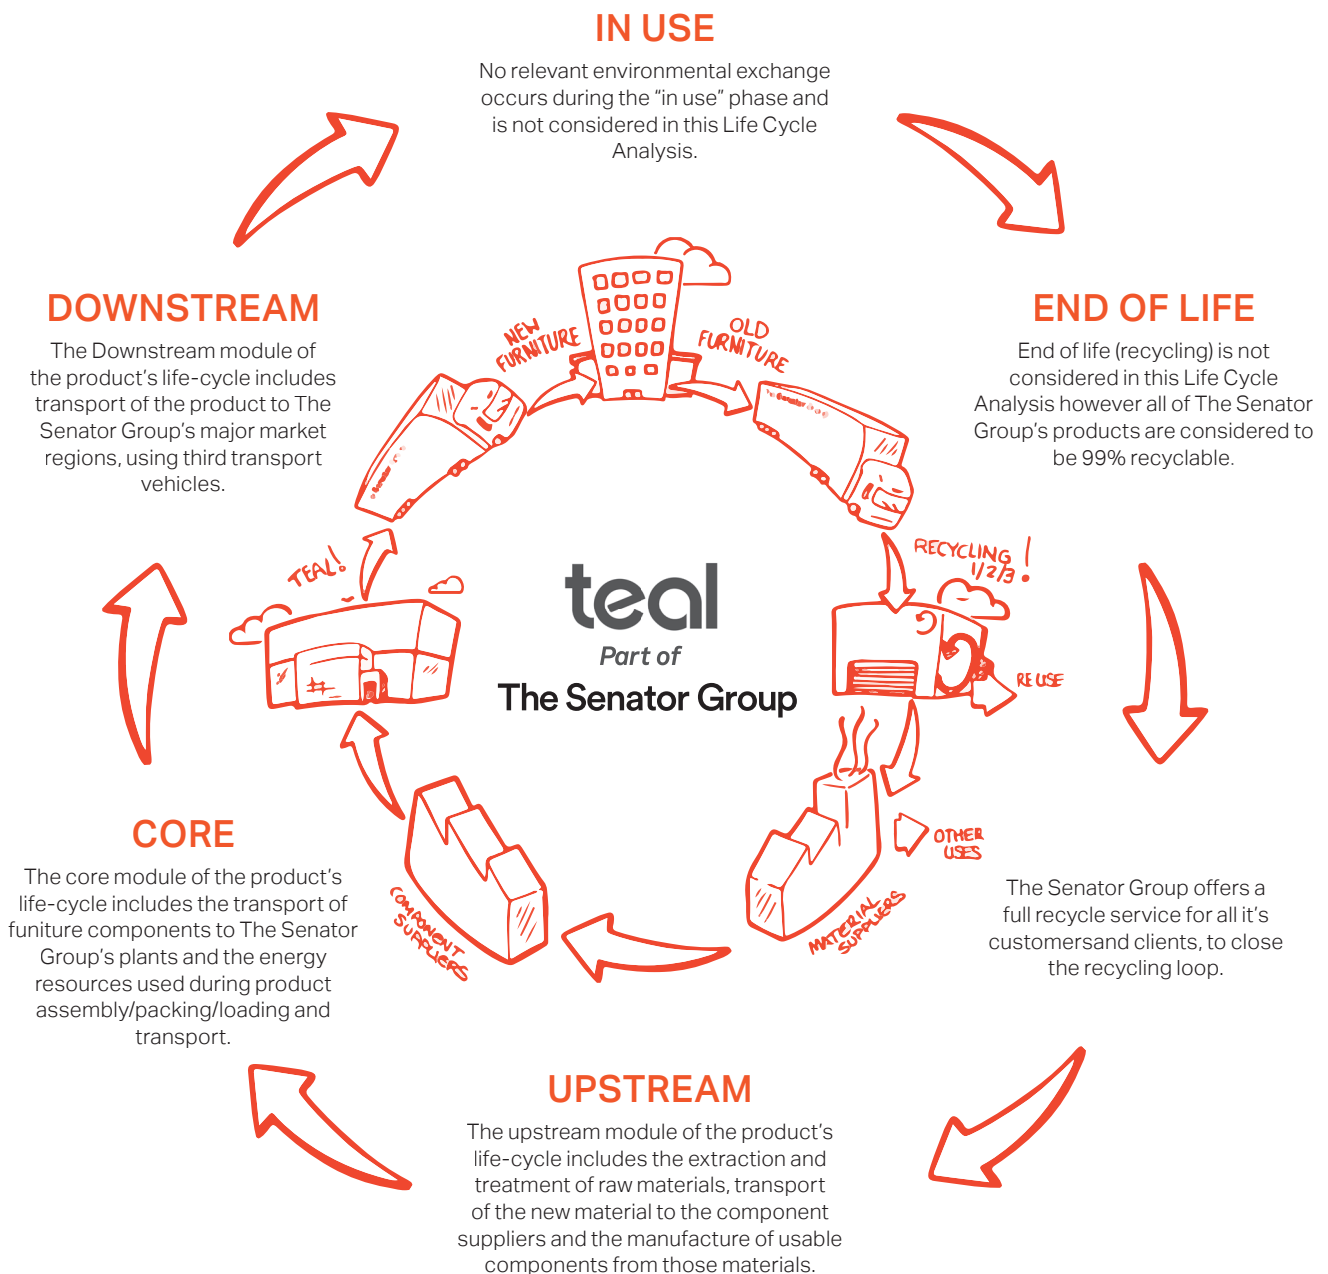 IN USE
No relevant environmental exchange
occurs during the “in use” phase and
is not considered in this Life Cycle
Analysis.
DOWNSTREAM
The Downstream module of
the product’s life-cycle includes
transport of the product to The
Senator Group’s major market
regions, using third transport
vehicles.
END OF LIFE
End of life (recycling) is not
considered in this Life Cycle
Analysis however all of The Senator
Group’s products are considered to
be 99% recyclable.
NEW
FURNITURE
OLD
FURNITURE
Senator
Senator
TEAL!
RECYCLING
1/2/3!
RE USE
teal
Part of
The Senator Group
CORE
The core module of the product’s
life-cycle includes the transport of
funiture components to The Senator
Group’s plants and the energy
resources used during product
assembly/packing/loading and
transport.
COMPONENT
SUPPLIERS
MATERIAL
SUPPLIERS
OTHER
USES
The Senator Group offers a
full recycle service for all it’s
customersand clients, to close
the recycling loop.
UPSTREAM
The upstream module of the product’s
life-cycle includes the extraction and
treatment of raw materials, transport
of the new material to the component
suppliers and the manufacture of usable
components from those materials.